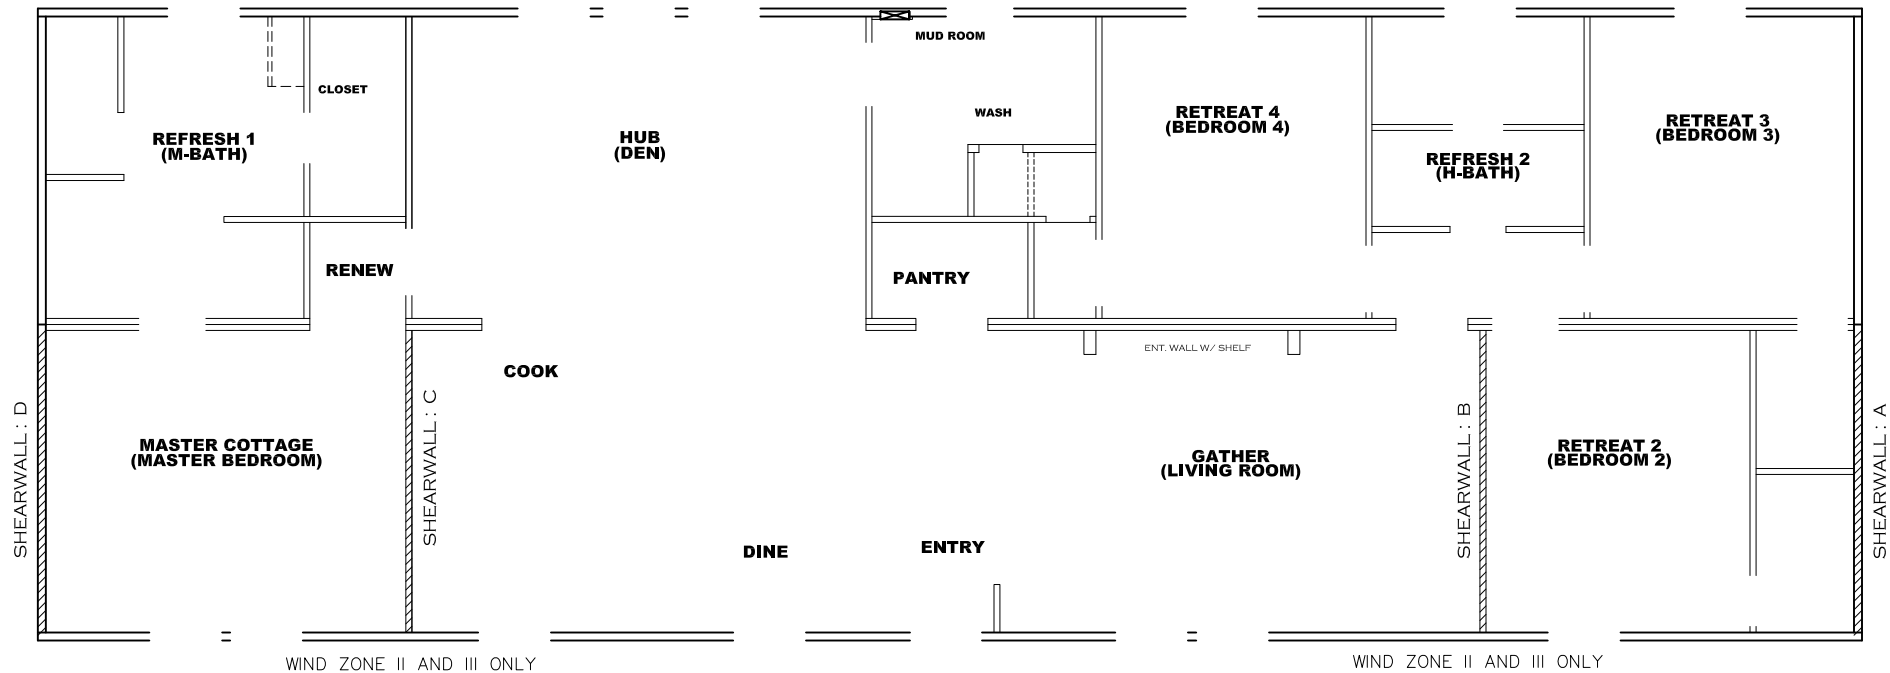 MUD ROOM
CLOSET
WASH
RETREAT 4
(BEDROOM 4)
RETREAT 3
(BEDROOM 3)
REFRESH 1
(M-BATH)
HUB
(DEN)
REFRESH 2
(H-BATH)
RENEW
PANTRY
ENT. WALL W/ SHELF
COOK
SHEARWALL : D
MASTER COTTAGE
(MASTER BEDROOM)
SHEARWALL : C
GATHER
(LIVING ROOM)
SHEARWALL : B
RETREAT 2
(BEDROOM 2)
SHEARWALL : A
DINE
ENTRY
WIND ZONE II AND III ONLY
WIND ZONE II AND III ONLY